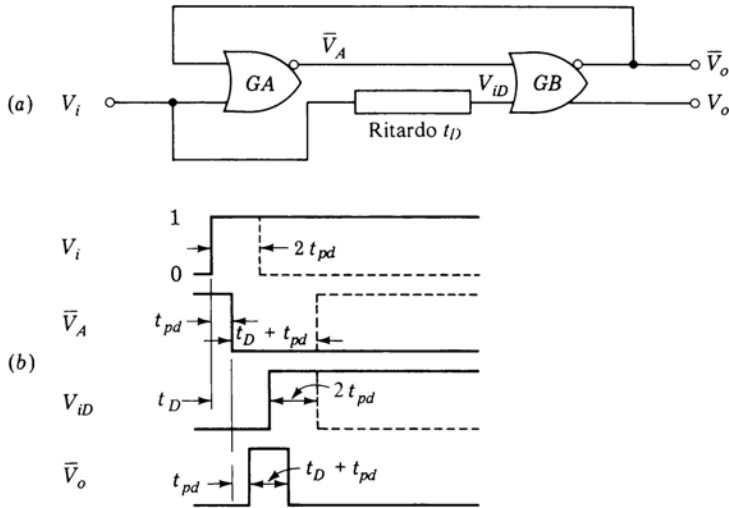 (a)
V̅_A
GA
GB
V̅_o
V_i
V_iD
V_o
Ritardo t_D
(b)
1
V_i
2 t_pd
0
V̅_A
t_pd
t_D + t_pd
V_iD
t_D
2 t_pd
V̅_o
t_pd
t_D + t_pd